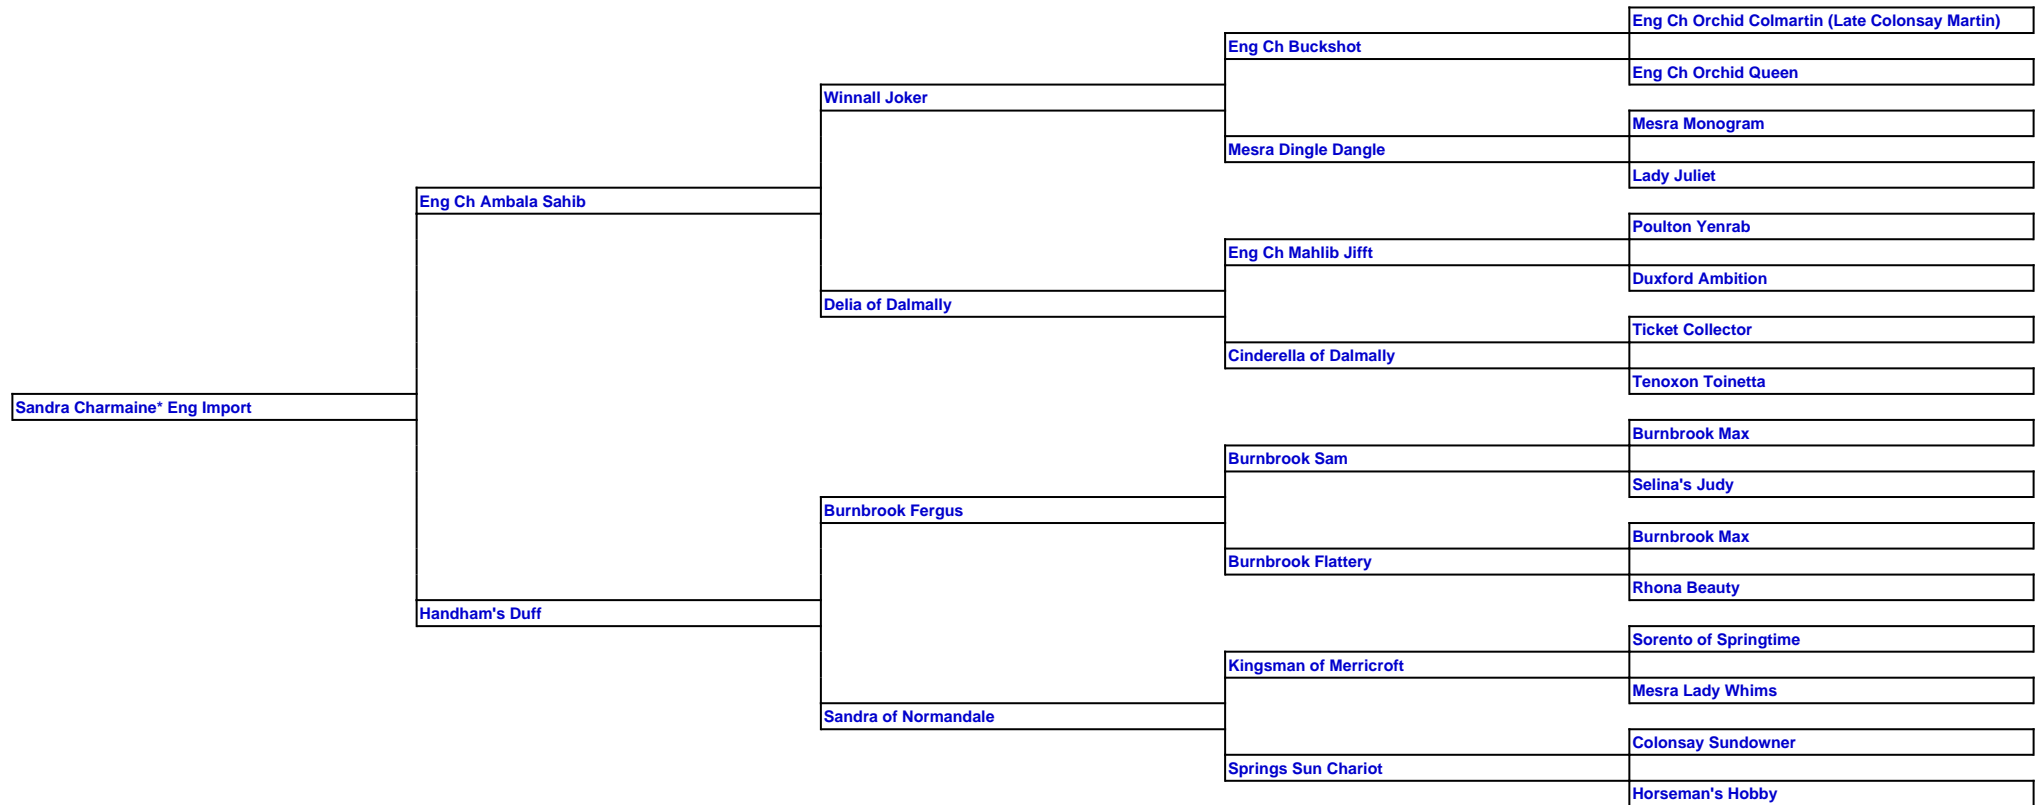 Eng Ch Orchid Colmartin (Late Colonsay Martin)
Eng Ch Buckshot
Eng Ch Orchid Queen
Winnall Joker
Mesra Monogram
Mesra Dingle Dangle
Lady Juliet
Eng Ch Ambala Sahib
Poulton Yenrab
Eng Ch Mahlib Jifft
Duxford Ambition
Delia of Dalmally
Ticket Collector
Cinderella of Dalmally
Tenoxon Toinetta
Sandra Charmaine* Eng Import
Burnbrook Max
Burnbrook Sam
Selina's Judy
Burnbrook Fergus
Burnbrook Max
Burnbrook Flattery
Rhona Beauty
Handham's Duff
Sorento of Springtime
Kingsman of Merricroft
Mesra Lady Whims
Sandra of Normandale
Colonsay Sundowner
Springs Sun Chariot
Horseman's Hobby